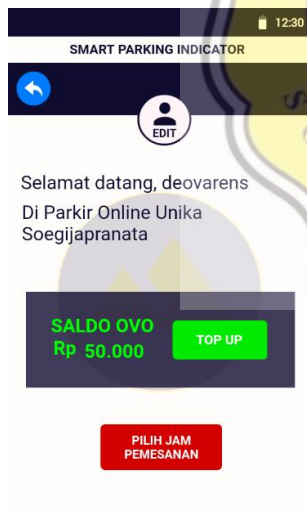 12:30
SMART PARKING INDICATOR
EDIT
Selamat datang, deovarens
Di Parkir Online Unika
Soegijapranata
SALDO OVO
Rp 50.000
TOP UP
PILIH JAM
PEMESANAN